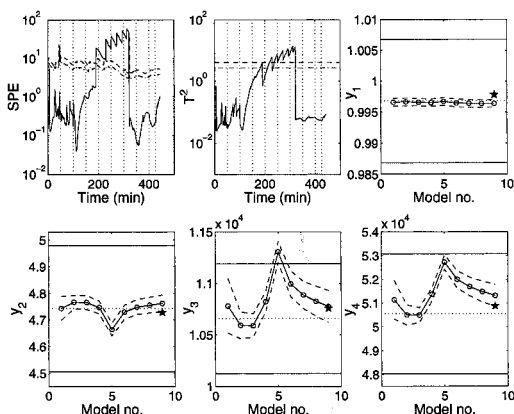 10²
10¹
10⁰
10⁻¹
10⁻²
SPE
0 200 400
Time (min)
10²
10⁰
10⁻²
T²
0 200 400
Time (min)
1.01
1.005
1
0.995
0.99
0.985
y₁
0 5 10
Model no.
5
4.9
4.8
4.7
4.6
4.5
y₂
0 5 10
Model no.
1.15 x 10⁴
1.1
1.05
1
y₃
0 5 10
Model no.
5.4 x 10⁴
5.3
5.2
5.1
5
4.9
4.8
4.7
y₄
0 5 10
Model no.